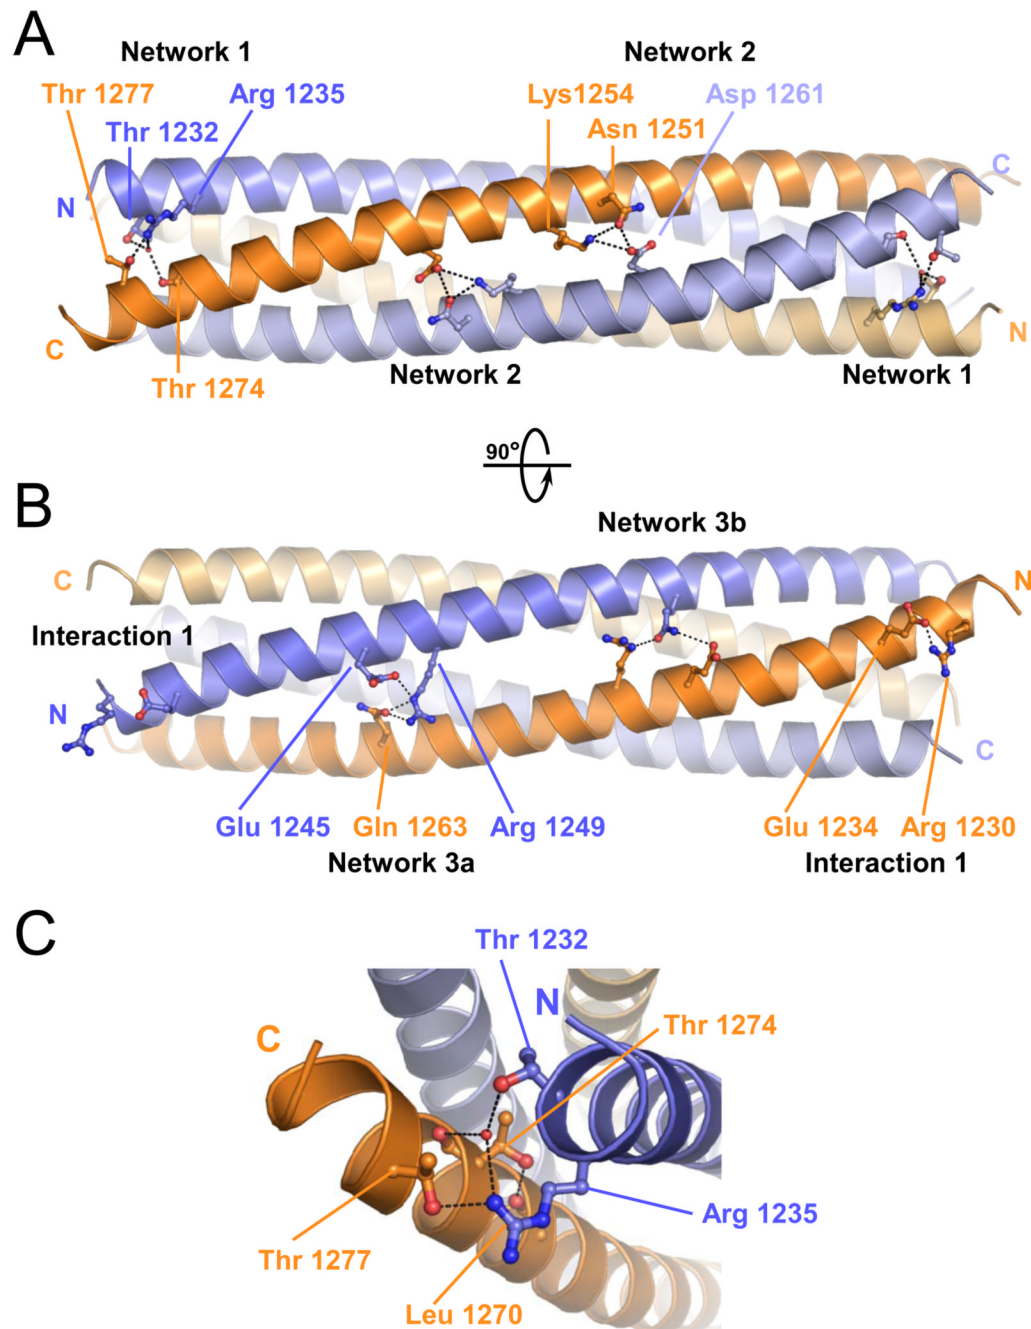 A
Network 1
Network 2
Thr 1277
Arg 1235
Lys1254
Asp 1261
Thr 1232
Asn 1251
C
N
C
N
Thr 1274
Network 2
Network 1
90°
B
Network 3b
C
N
Interaction 1
N
C
Glu 1245
Gln 1263
Arg 1249
Glu 1234
Arg 1230
Network 3a
Interaction 1
C
Thr 1232
N
Thr 1274
C
Arg 1235
Thr 1277
Leu 1270